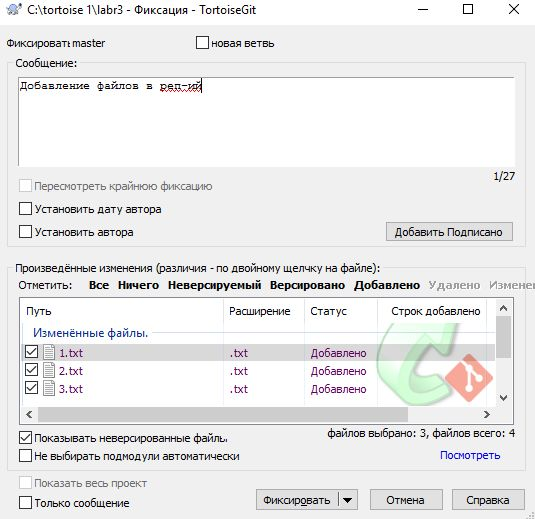 C:\tortoise 1\labr3 - Фиксация - TortoiseGit
Фиксировать: master
новая ветвь
Сообщение:
Добавление файлов в реп-ий
1/27
Пересмотреть крайнюю фиксацию
Установить дату автора
Установить автора
Добавить Подписано
Произведённые изменения (различия - по двойному щелчку на файле):
Отметить: Все Ничего Неверсируемый Версировано Добавлено Удалено Изменен
Путь Расширение Статус Строк добавлено
Изменённые файлы.
1.txt .txt Добавлено
2.txt .txt Добавлено
3.txt .txt Добавлено
Показывать неверсированные файлы.
файлов выбрано: 3, файлов всего: 4
Не выбирать подмодули автоматически
Посмотреть
Показать весь проект
Только сообщение
Фиксировать
Отмена
Справка